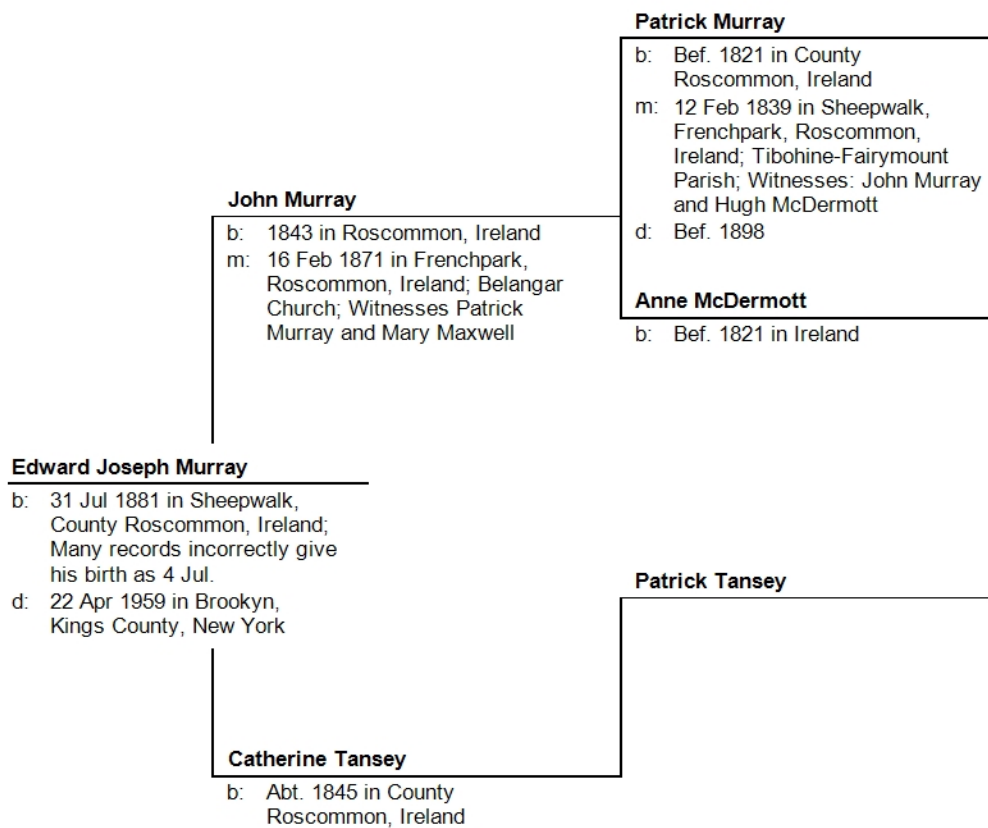 Patrick Murray
b: Bef. 1821 in County
Roscommon, Ireland
m: 12 Feb 1839 in Sheepwalk,
Frenchpark, Roscommon,
Ireland; Tibohine-Fairymount
Parish; Witnesses: John Murray
and Hugh McDermott
d: Bef. 1898
John Murray
b: 1843 in Roscommon, Ireland
m: 16 Feb 1871 in Frenchpark,
Roscommon, Ireland; Belangar
Church; Witnesses Patrick
Murray and Mary Maxwell
Anne McDermott
b: Bef. 1821 in Ireland
Edward Joseph Murray
b: 31 Jul 1881 in Sheepwalk,
County Roscommon, Ireland;
Many records incorrectly give
his birth as 4 Jul.
d: 22 Apr 1959 in Brookyn,
Kings County, New York
Patrick Tansey
Catherine Tansey
b: Abt. 1845 in County
Roscommon, Ireland